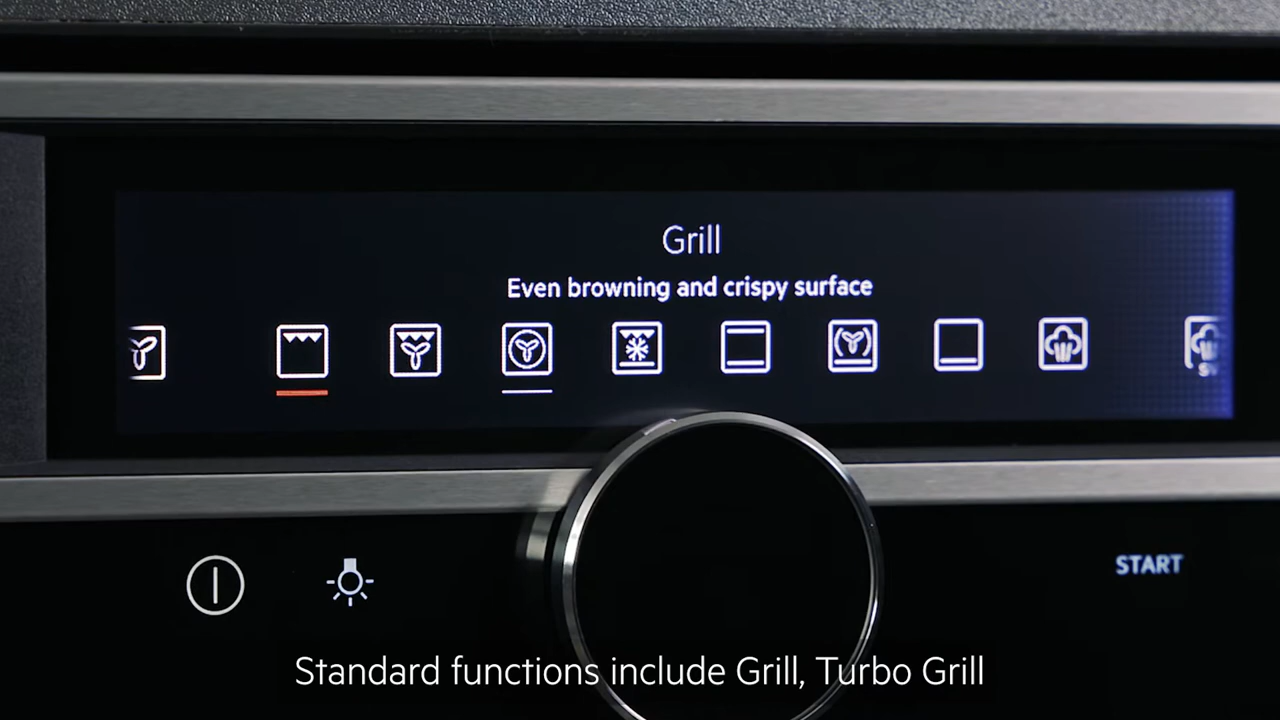 Grill
Even browning and crispy surface
START
Standard functions include Grill, Turbo Grill